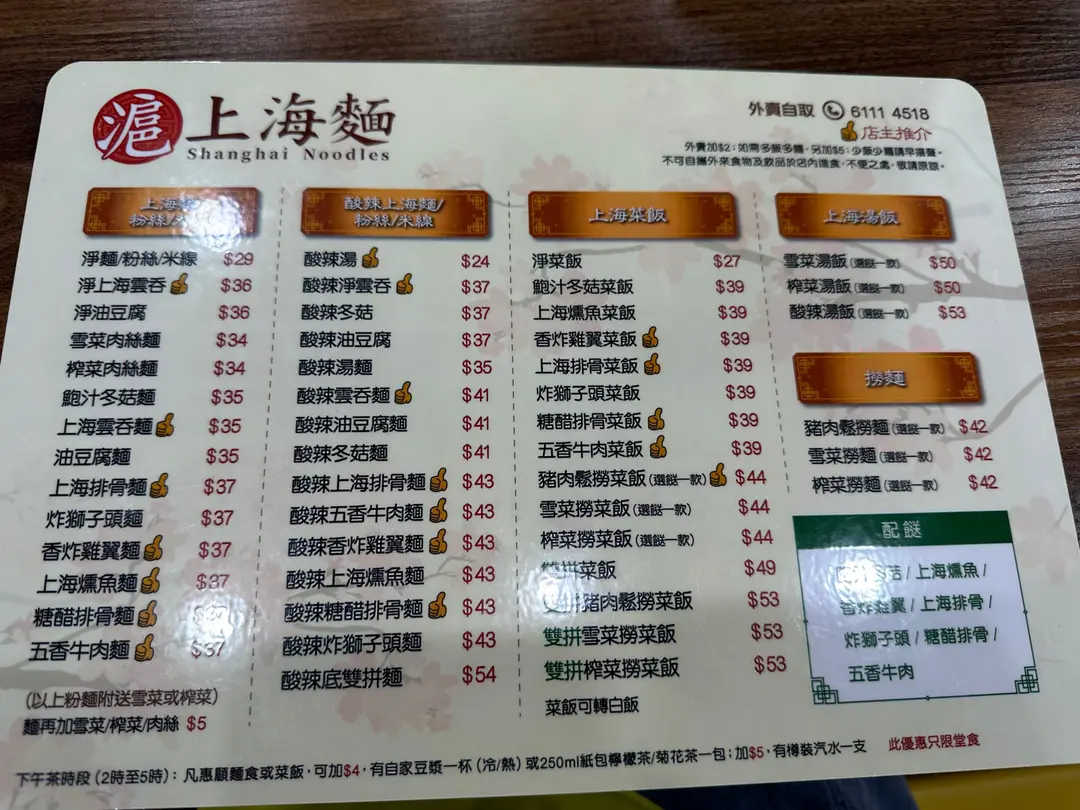 滬 上海麵
Shanghai Noodles
外賣自取 6111 4518
店主推介
外賣加$2;如需多飯多麵,另加$5;少飯少麵請早揚聲。
不可自攜外來食物及飲品於店內進食,不便之處,敬請原諒。
上海麵/
粉絲/米線
淨麵/粉絲/米線 $29
淨上海雲吞 $36
淨油豆腐 $36
雪菜肉絲麵 $34
榨菜肉絲麵 $34
鮑汁冬菇麵 $35
上海雲吞麵 $35
油豆腐麵 $35
上海排骨麵 $37
炸獅子頭麵 $37
香炸雞翼麵 $37
上海燻魚麵 $37
糖醋排骨麵 $37
五香牛肉麵 $37
(以上粉麵附送雪菜或榨菜)
麵再加雪菜/榨菜/肉絲 $5
酸辣上海麵/
粉絲/米線
酸辣湯 $24
酸辣淨雲吞 $37
酸辣冬菇 $37
酸辣油豆腐 $37
酸辣湯麵 $35
酸辣雲吞麵 $41
酸辣油豆腐麵 $41
酸辣冬菇麵 $41
酸辣上海排骨麵 $43
酸辣五香牛肉麵 $43
酸辣香炸雞翼麵 $43
酸辣上海燻魚麵 $43
酸辣糖醋排骨麵 $43
酸辣炸獅子頭麵 $43
酸辣底雙拼麵 $54
上海菜飯
淨菜飯 $27
鮑汁冬菇菜飯 $39
上海燻魚菜飯 $39
香炸雞翼菜飯 $39
上海排骨菜飯 $39
炸獅子頭菜飯 $39
糖醋排骨菜飯 $39
五香牛肉菜飯 $39
豬肉鬆撈菜飯(選餸一款) $44
雪菜撈菜飯(選餸一款) $44
榨菜撈菜飯(選餸一款) $44
雙拼菜飯 $49
雙拼豬肉鬆撈菜飯 $53
雙拼雪菜撈菜飯 $53
雙拼榨菜撈菜飯 $53
菜飯可轉白飯
上海湯飯
雪菜湯飯(選餸一款) $50
榨菜湯飯(選餸一款) $50
酸辣湯飯(選餸一款) $53
撈麵
豬肉鬆撈麵(選餸一款) $42
雪菜撈麵(選餸一款) $42
榨菜撈麵(選餸一款) $42
配餸
鮑汁冬菇/上海燻魚/
香炸雞翼/上海排骨/
炸獅子頭/糖醋排骨/
五香牛肉
下午茶時段(2時至5時):凡惠顧麵食或菜飯,可加$4,有自家豆漿一杯(冷/熱)或250ml紙包檸檬茶/菊花茶一包;加$5,有樽裝汽水一支 此優惠只限堂食